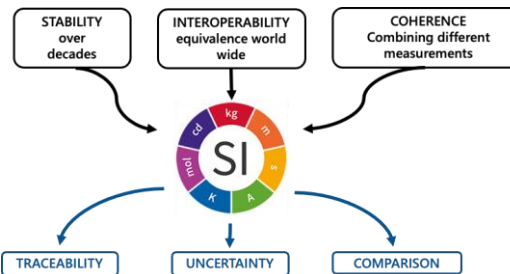 STABILITY
over
decades
INTEROPERABILITY
equivalence world
wide
COHERENCE
Combining different
measurements
kg
m
s
A
K
mol
cd
SI
TRACEABILITY
UNCERTAINTY
COMPARISON